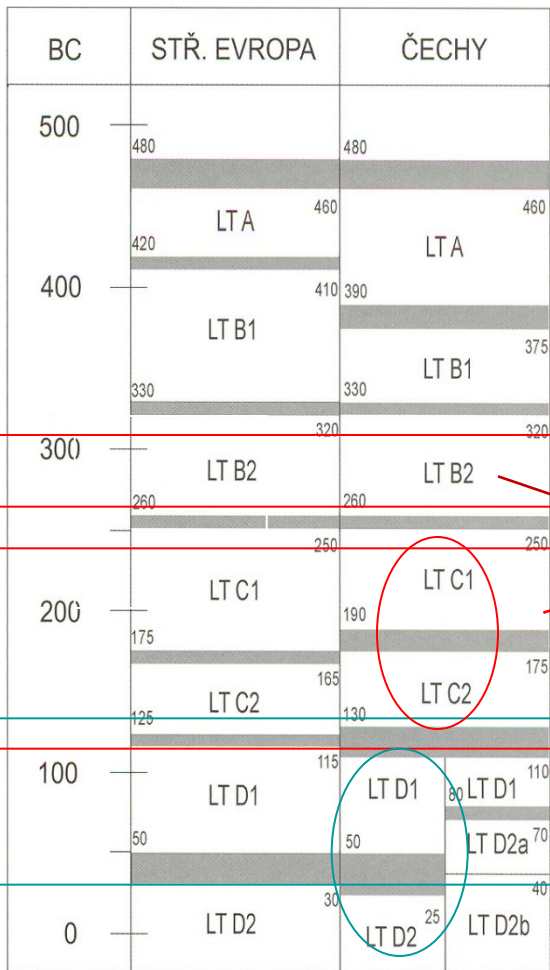 BC STŘ. EVROPA ČECHY
500
480 480
LT A 460 LT A 460
420
400 410 390
LT B1 375
LT B1
330 330
320 320
300
LT B2 LT B2
260 260
250 250
LT C1 LT C1
200 190
175 175
165
LT C2 LT C2
125 130
115 110
100
LT D1 LT D1 80 LT D1
50 50 LT D2a 70
30 40
25
0 LT D2 LT D2 LT D2b